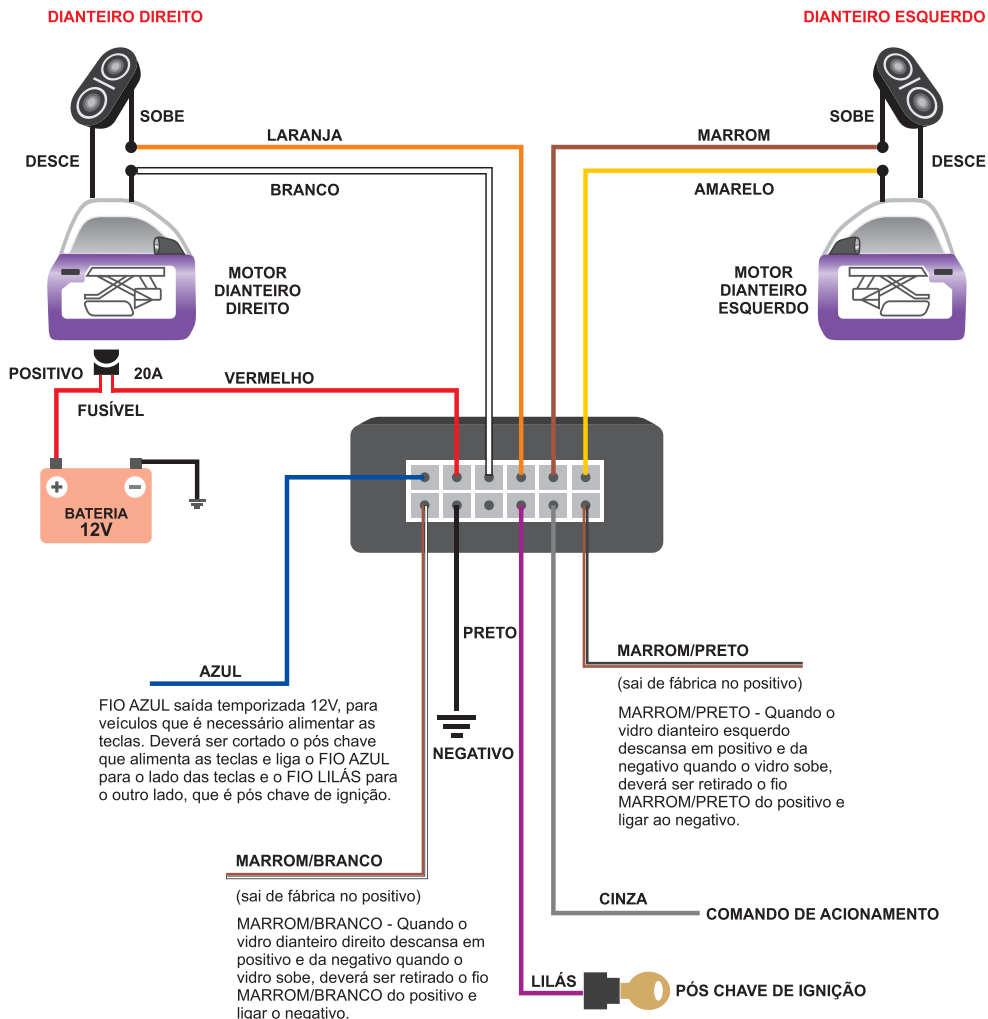 DIANTEIRO DIREITO
DIANTEIRO ESQUERDO
SOBE
SOBE
LARANJA
MARROM
DESCE
DESCE
BRANCO
AMARELO
MOTOR
DIANTEIRO
DIREITO
MOTOR
DIANTEIRO
ESQUERDO
POSITIVO
20A
VERMELHO
FUSÍVEL
+
−
BATERIA
12V
PRETO
AZUL
FIO AZUL saída temporizada 12V, para
veículos que é necessário alimentar as
teclas. Deverá ser cortado o pós chave
que alimenta as teclas e liga o FIO AZUL
para o lado das teclas e o FIO LILÁS para
o outro lado, que é pós chave de ignição.
NEGATIVO
MARROM/PRETO
(sai de fábrica no positivo)
MARROM/PRETO - Quando o
vidro dianteiro esquerdo
descansa em positivo e da
negativo quando o vidro sobe,
deverá ser retirado o fio
MARROM/PRETO do positivo e
ligar ao negativo.
MARROM/BRANCO
(sai de fábrica no positivo)
MARROM/BRANCO - Quando o
vidro dianteiro direito descansa em
positivo e da negativo quando o
vidro sobe, deverá ser retirado o fio
MARROM/BRANCO do positivo e
ligar o negativo.
CINZA
COMANDO DE ACIONAMENTO
LILÁS
PÓS CHAVE DE IGNIÇÃO